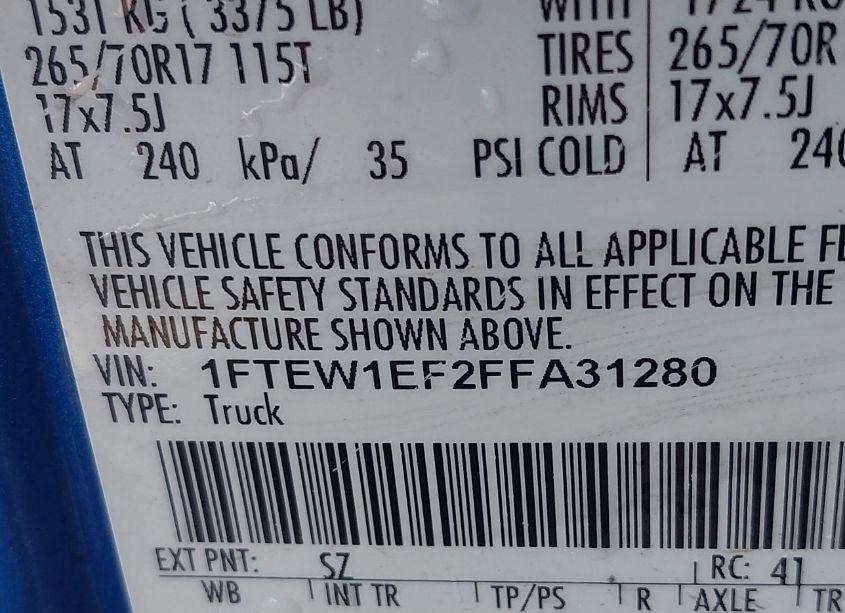 1531 KG ( 3375 LB)
265/70R17 115T TIRES 265/70R
17x7.5J RIMS 17x7.5J
AT 240 kPa/ 35 PSI COLD AT
THIS VEHICLE CONFORMS TO ALL APPLICABLE
VEHICLE SAFETY STANDARDS IN EFFECT ON THE
MANUFACTURE SHOWN ABOVE.
VIN: 1FTEW1EF2FFA31280
TYPE: Truck
EXT PNT: SZ RC: 41
WB INT TR TP/PS R AXLE TR